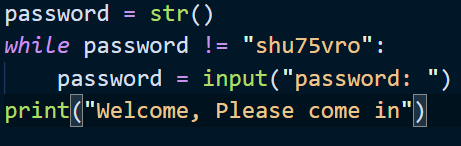 password = str()
while password != "shu75vro":
    password = input("password: ")
print("Welcome, Please come in")